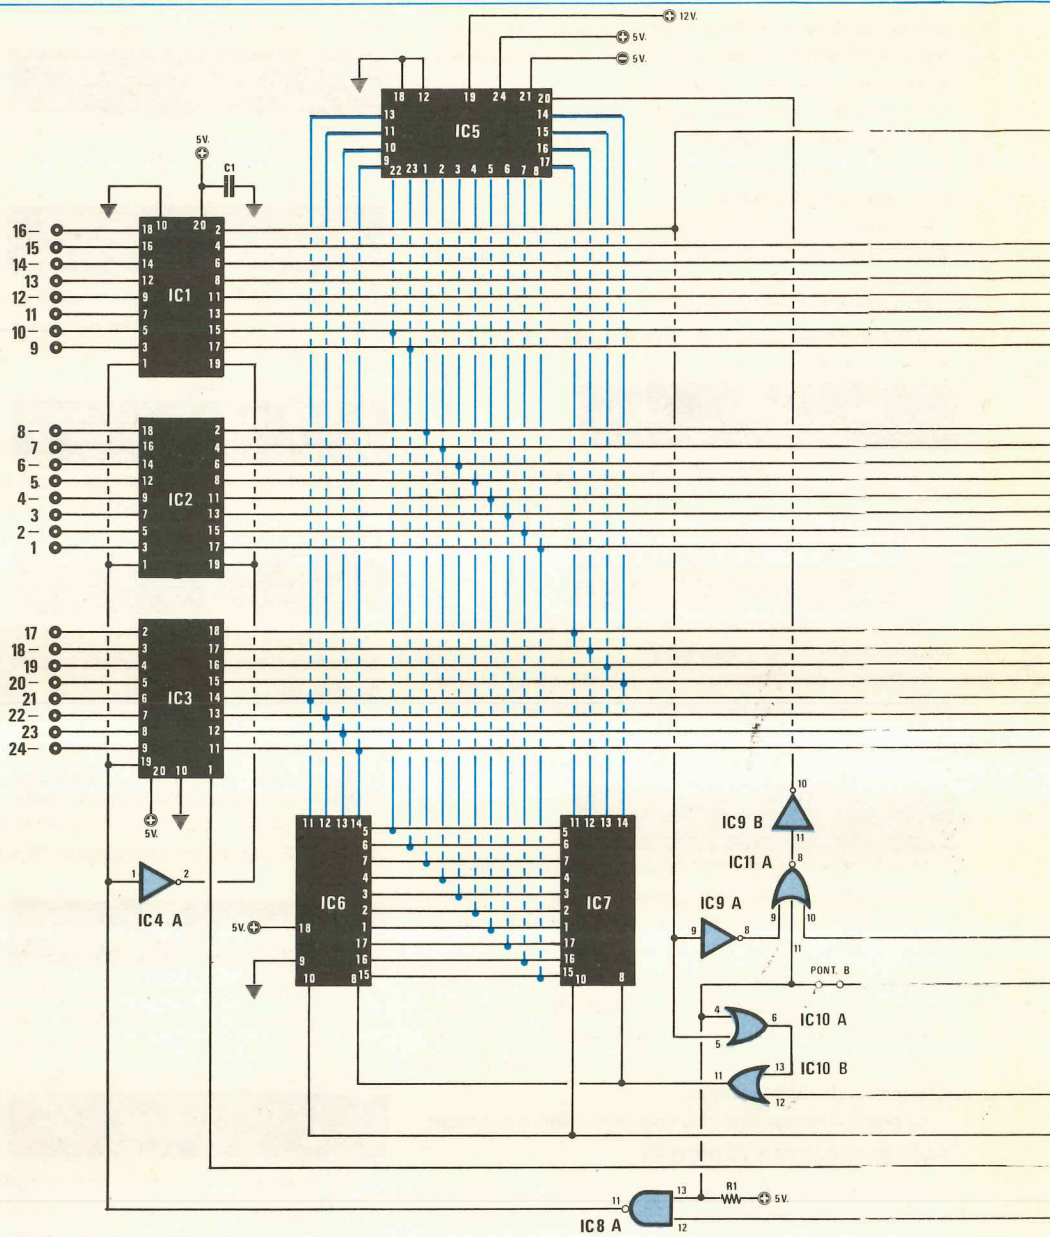 12V.
5V.
5V.
18 12 19 24 21 20
13 14
11 IC5 15
10 16
9 17
22 23 1 2 3 4 5 6 7 8
5V.
C1
10 20
16- 18 2
15 16 4
14- 14 6
13 12 8
12- 9 IC1 11
11 7 13
10- 5 15
9 3 17
1 19
8- 18 2
7 16 4
6- 14 6
5 12 8
4- 9 IC2 11
3 7 13
2- 5 15
1 3 17
1 19
17 2 18
18- 3 17
19 4 16
20- 5 15
21 6 IC3 14
22- 7 13
23 8 12
24- 9 11
19 20 10 1
5V.
1 2
IC4 A
11 12 13 14
5
6
7
4
3
2
1
17
16
15
IC6
18
9
10 8
5V.
11 12 13 14
5
6
7
4
3
2
1
17
16
15
IC7
10 8
10
IC9 B
11
IC11 A 8
9 10
11
IC9 A
9 8
PONT. B
4 6
5
IC10 A
IC10 B
11 13
12
11 13
12
IC8 A
R1
5V.